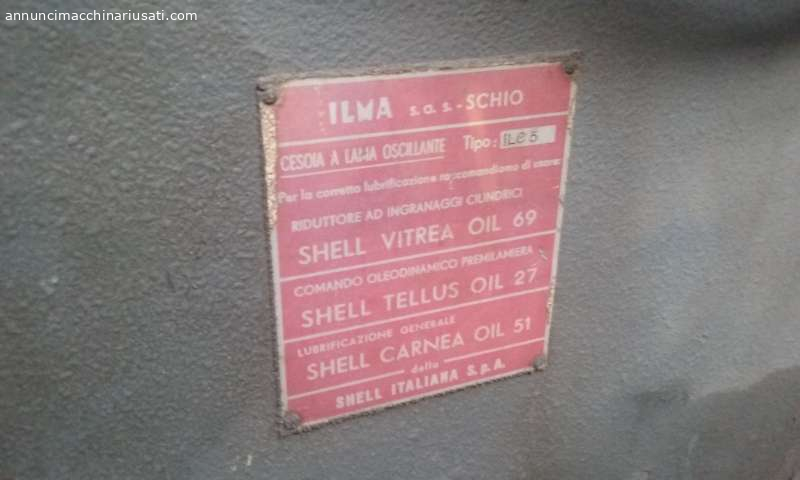 annuncimacchinariusati.com
ILMA s.a.s.-SCHIO
CESOIA A LAMA OSCILLANTE Tipo: ILC 5
Per la corretta lubrificazione raccomandiamo di usare:
RIDUTTORE AD INGRANAGGI CILINDRICI
SHELL VITREA OIL 69
COMANDO OLEODINAMICO PREMILAMIERA
SHELL TELLUS OIL 27
LUBRIFICAZIONE GENERALE
SHELL CARNEA OIL 51
della
SHELL ITALIANA S.p.A.